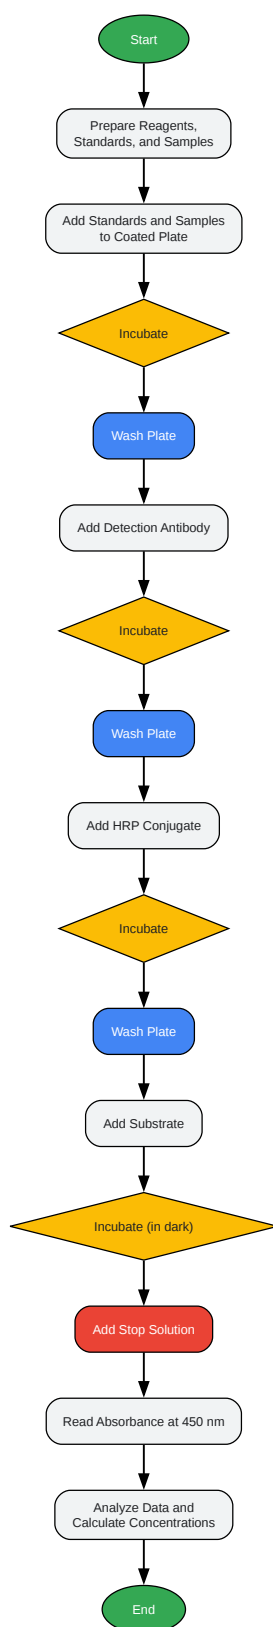 Start
Prepare Reagents,
Standards, and Samples
Add Standards and Samples
to Coated Plate
Incubate
Wash Plate
Add Detection Antibody
Incubate
Wash Plate
Add HRP Conjugate
Incubate
Wash Plate
Add Substrate
Incubate (in dark)
Add Stop Solution
Read Absorbance at 450 nm
Analyze Data and
Calculate Concentrations
End